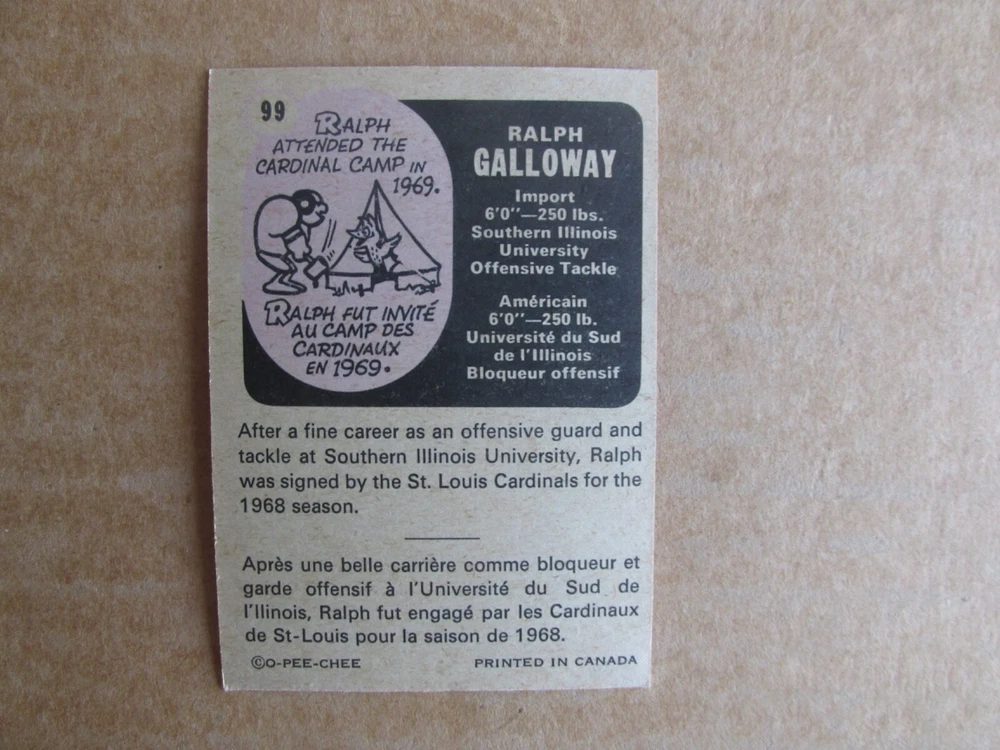 99
RALPH
ATTENDED THE
CARDINAL CAMP IN
1969.
RALPH FUT INVITÉ
AU CAMP DES
CARDINAUX
EN 1969.
RALPH
GALLOWAY
Import
6'0"—250 lbs.
Southern Illinois
University
Offensive Tackle
Américain
6'0"—250 lb.
Université du Sud
de l'Illinois
Bloqueur offensif
After a fine career as an offensive guard and
tackle at Southern Illinois University, Ralph
was signed by the St. Louis Cardinals for the
1968 season.
Après une belle carrière comme bloqueur et
garde offensif à l'Université du Sud de
l'Ilinois, Ralph fut engagé par les Cardinaux
de St-Louis pour la saison de 1968.
©O-PEE-CHEE
PRINTED IN CANADA